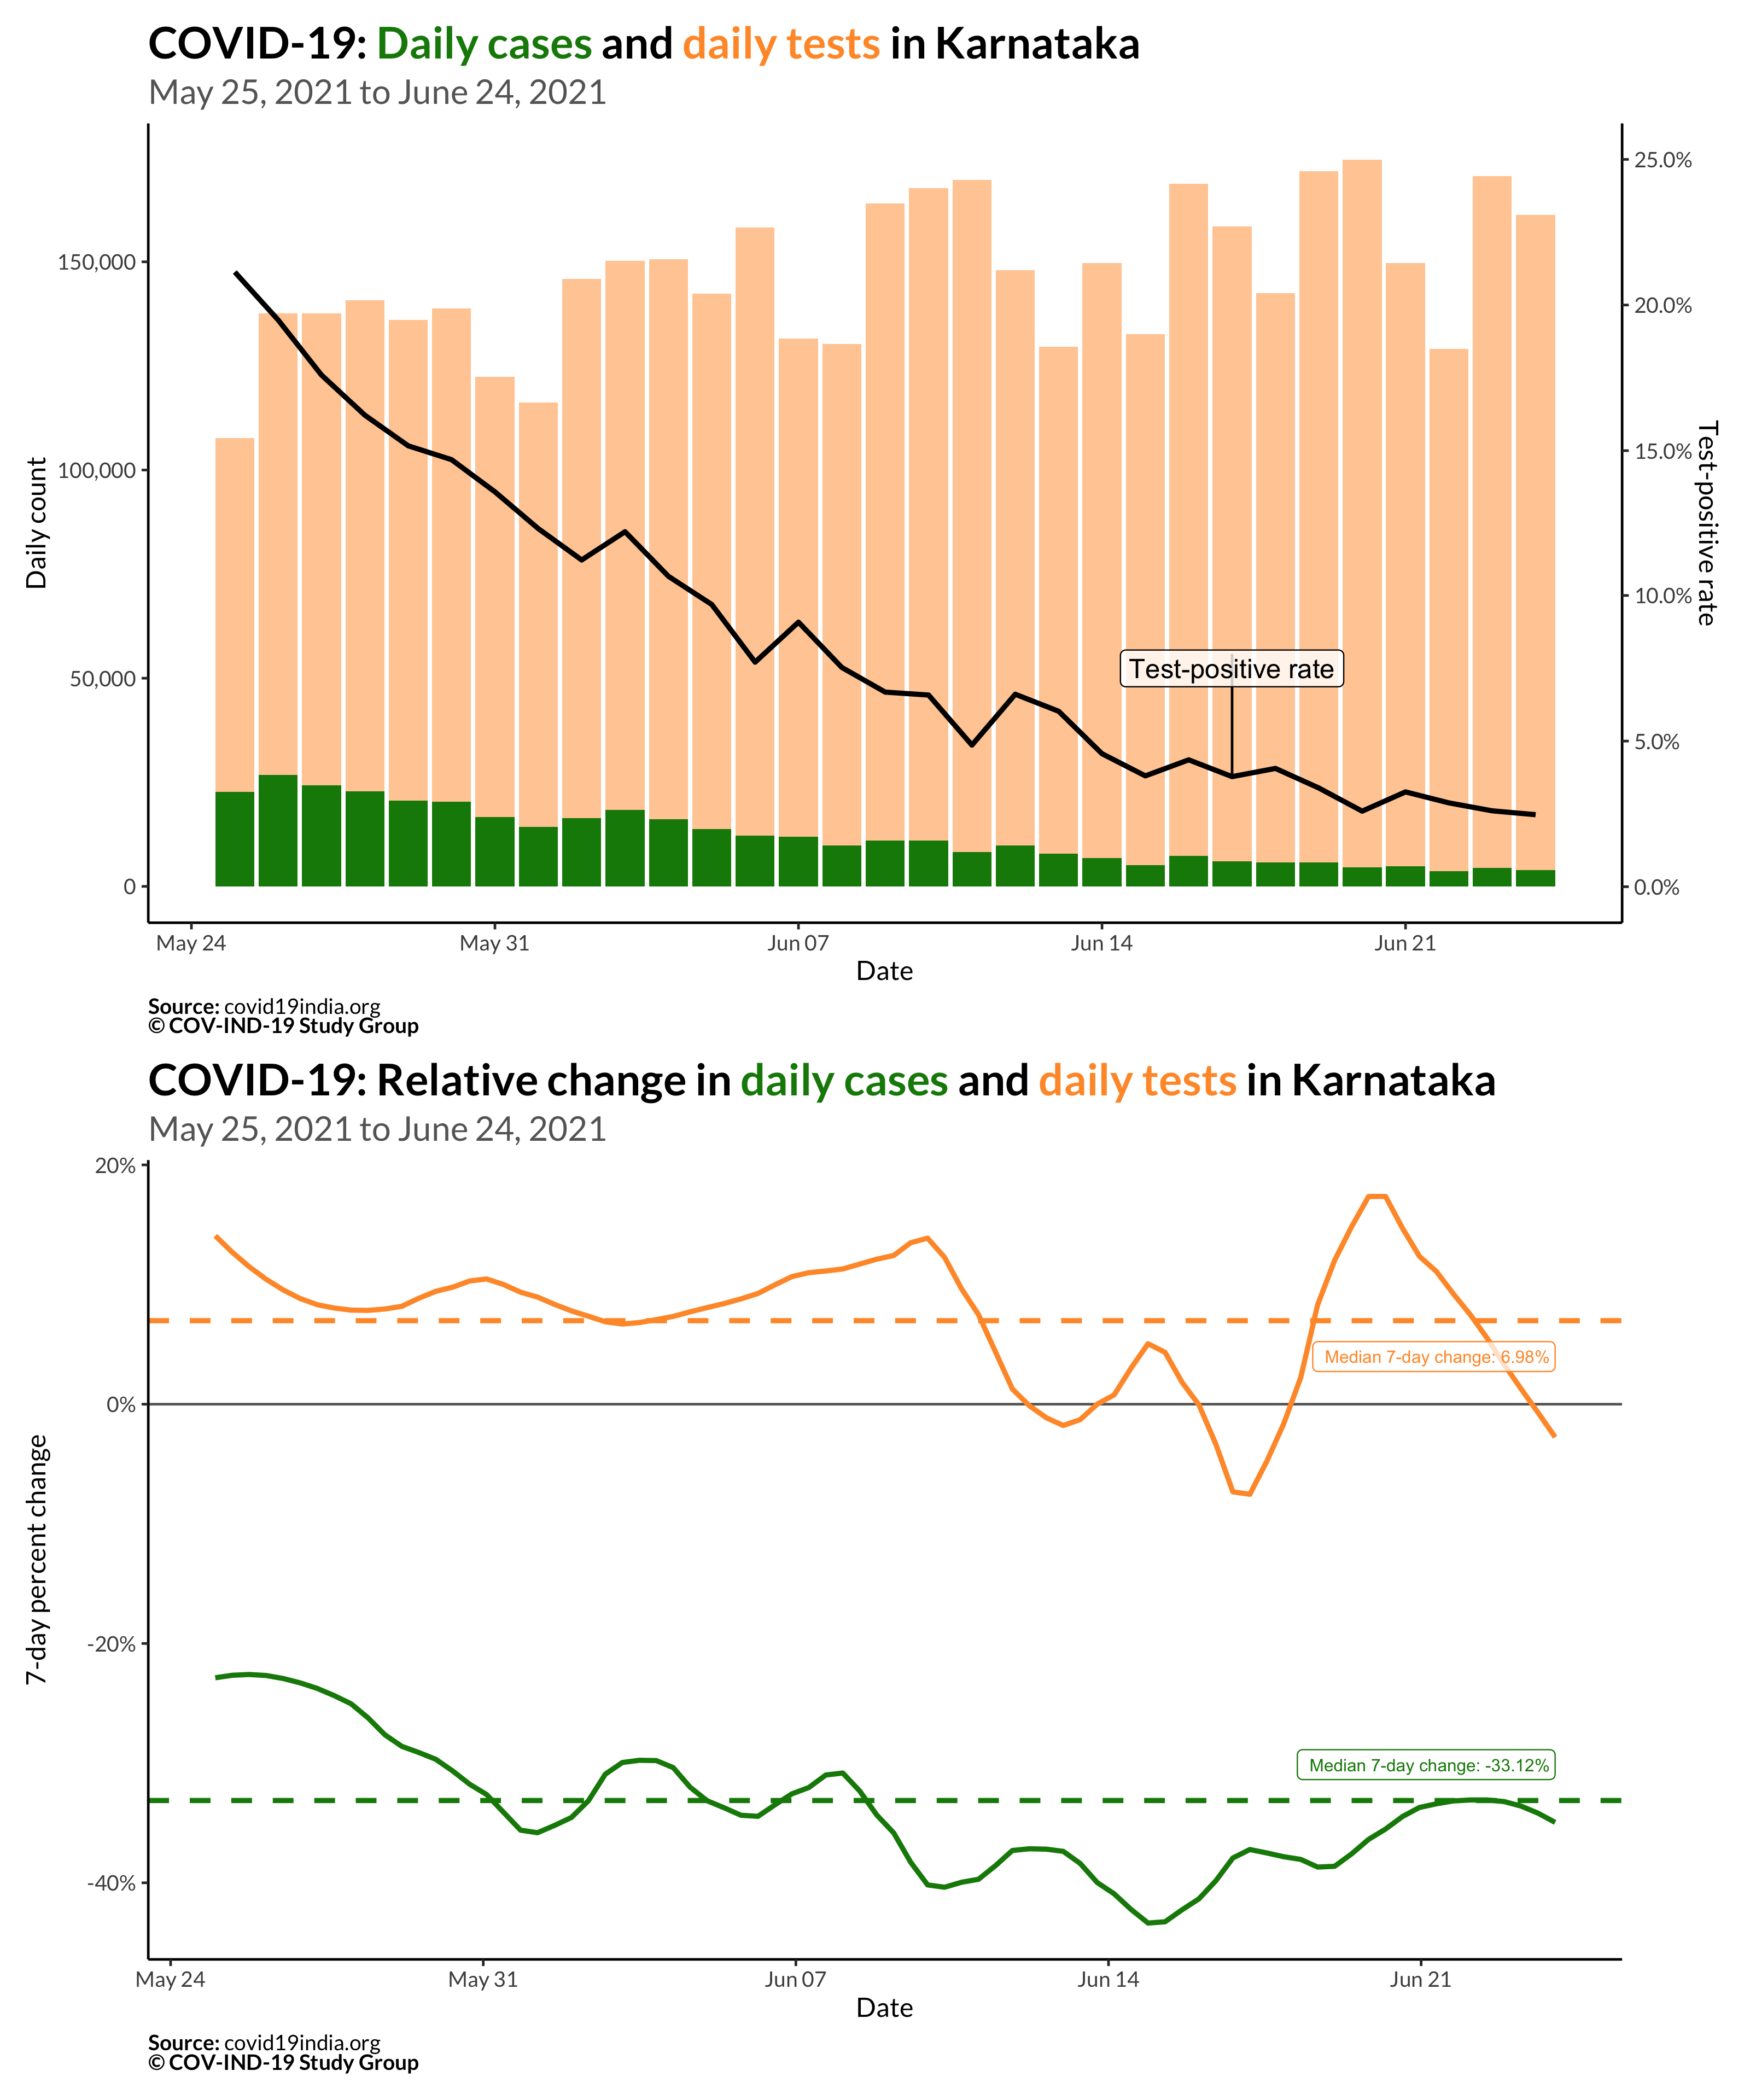 COVID-19: Daily cases and daily tests in Karnataka
May 25, 2021 to June 24, 2021
Daily count
150,000
100,000
50,000
0
25.0%
20.0%
15.0%
10.0%
5.0%
0.0%
Test-positive rate
Test-positive rate
May 24
May 31
Jun 07
Jun 14
Jun 21
Date
Source: covid19india.org
© COV-IND-19 Study Group
COVID-19: Relative change in daily cases and daily tests in Karnataka
May 25, 2021 to June 24, 2021
7-day percent change
20%
0%
-20%
-40%
Median 7-day change: 6.98%
Median 7-day change: -33.12%
May 24
May 31
Jun 07
Jun 14
Jun 21
Date
Source: covid19india.org
© COV-IND-19 Study Group